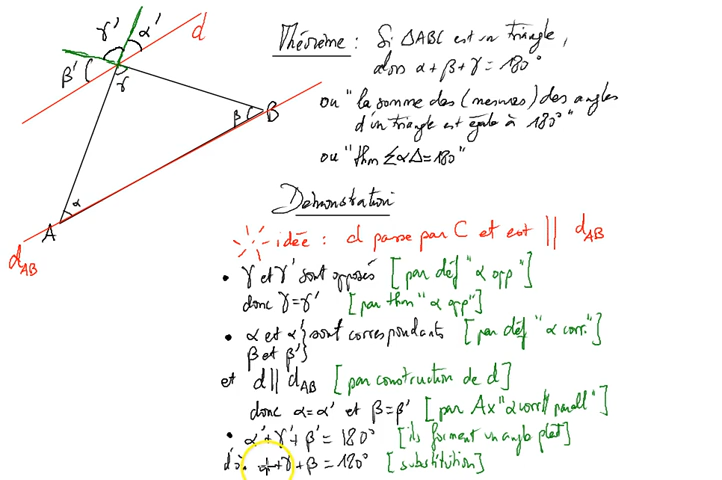 Théorème : Si ΔABC est un triangle,
alors α + β + γ = 180°
ou "la somme des (mesures) des angles
d'un triangle est égale à 180°"
ou "thm ∑αΔ = 180°"
Démonstration
idée : d passe par C et est || dAB
• γ et γ' sont opposés [par déf "α opp"]
donc γ = γ' [par thm "α opp"]
• α et α' } sont correspondants [par déf "α corr."]
β et β' }
et d || dAB [par construction de d]
donc α = α' et β = β' [par Ax "α corr// parall"]
• α' + γ' + β' = 180° [ils forment un angle plat]
d'où α + γ + β = 180° [substitution]
γ'
α'
d
β'
γ
β
B
α
A
dAB